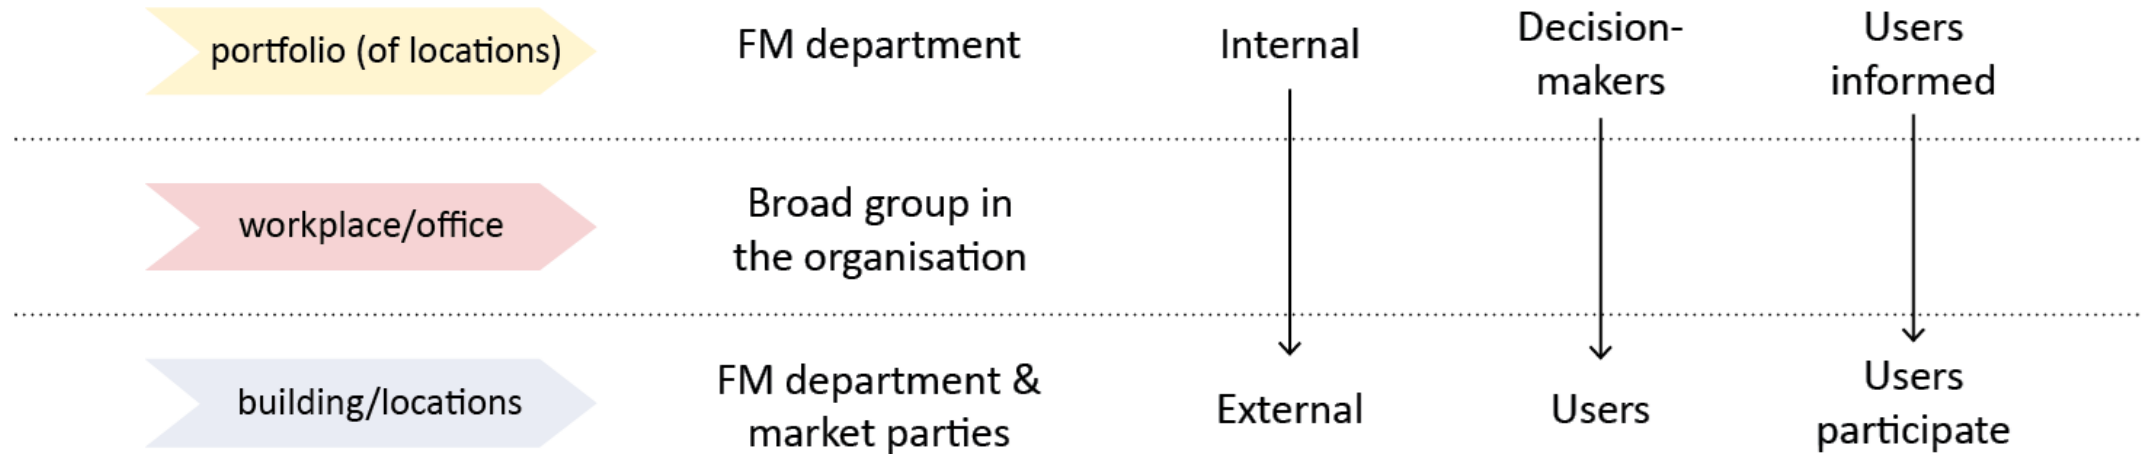 portfolio (of locations)
FM department
Internal
Decision-
makers
Users
informed
workplace/office
Broad group in
the organisation
building/locations
FM department &
market parties
External
Users
Users
participate